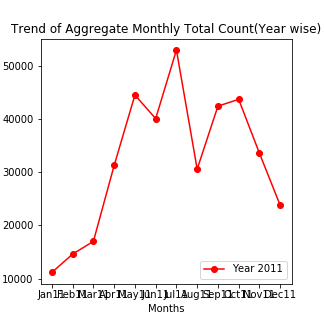 Trend of Aggregate Monthly Total Count(Year wise)
50000
40000
30000
20000
10000
Jan11 Feb11 Mar11 Apr11 May11 Jun11 Jul11 Aug11 Sep11 Oct11 Nov11 Dec11
Months
Year 2011